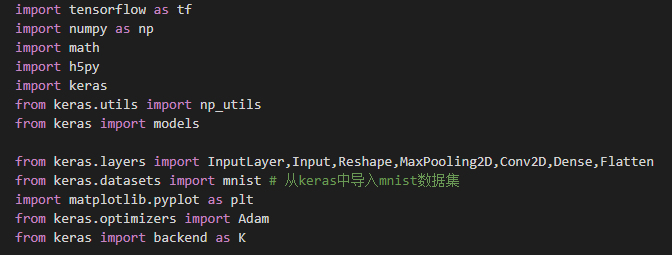 import tensorflow as tf
import numpy as np
import math
import h5py
import keras
from keras.utils import np_utils
from keras import models
from keras.layers import InputLayer,Input,Reshape,MaxPooling2D,Conv2D,Dense,Flatten
from keras.datasets import mnist # 从keras中导入mnist数据集
import matplotlib.pyplot as plt
from keras.optimizers import Adam
from keras import backend as K